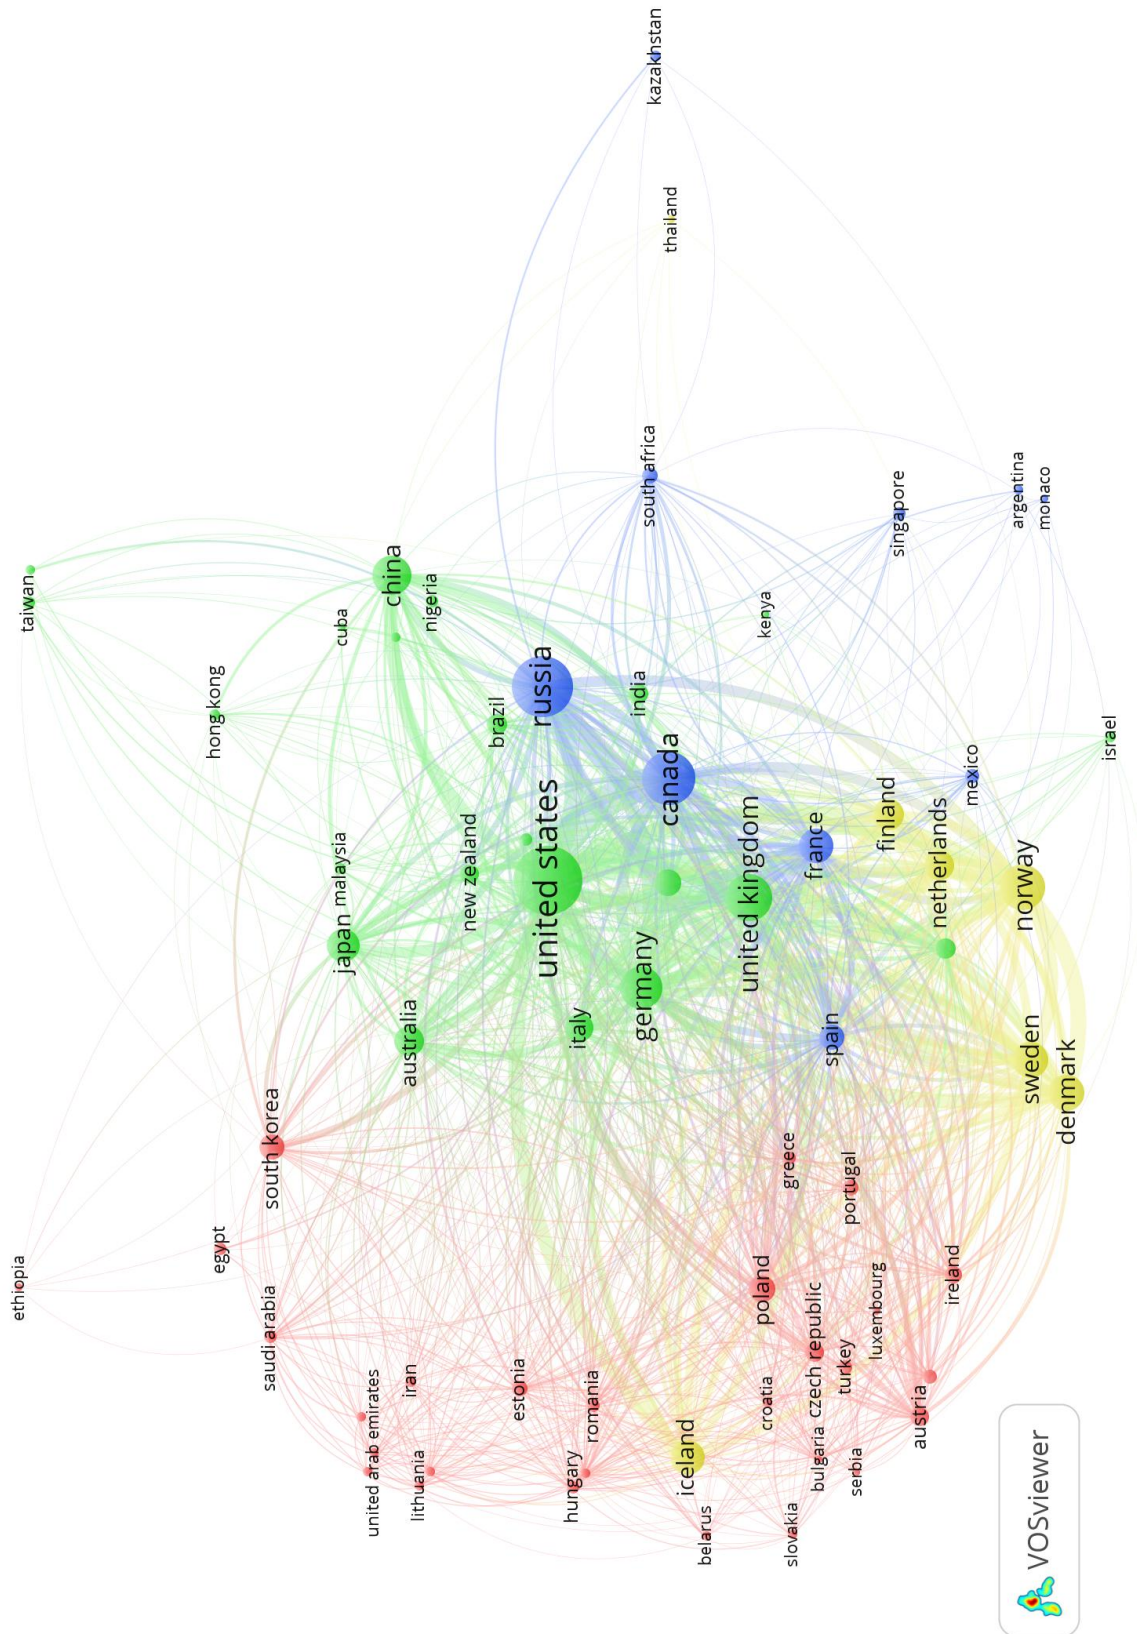 kazakhstan
thailand
south africa
singapore
argentina
monaco
taiwan
china
nigeria
cuba
kenya
hong kong
russia
india
brazil
israel
canada
mexico
united states
new zealand
malaysia
japan
united kingdom
france
finland
netherlands
norway
germany
italy
australia
spain
sweden
denmark
south korea
greece
portugal
egypt
ethiopia
saudi arabia
poland
ireland
luxembourg
czech republic
turkey
iran
estonia
romania
croatia
austria
united arab emirates
lithuania
hungary
iceland
bulgaria
serbia
belarus
slovakia
VOSviewer